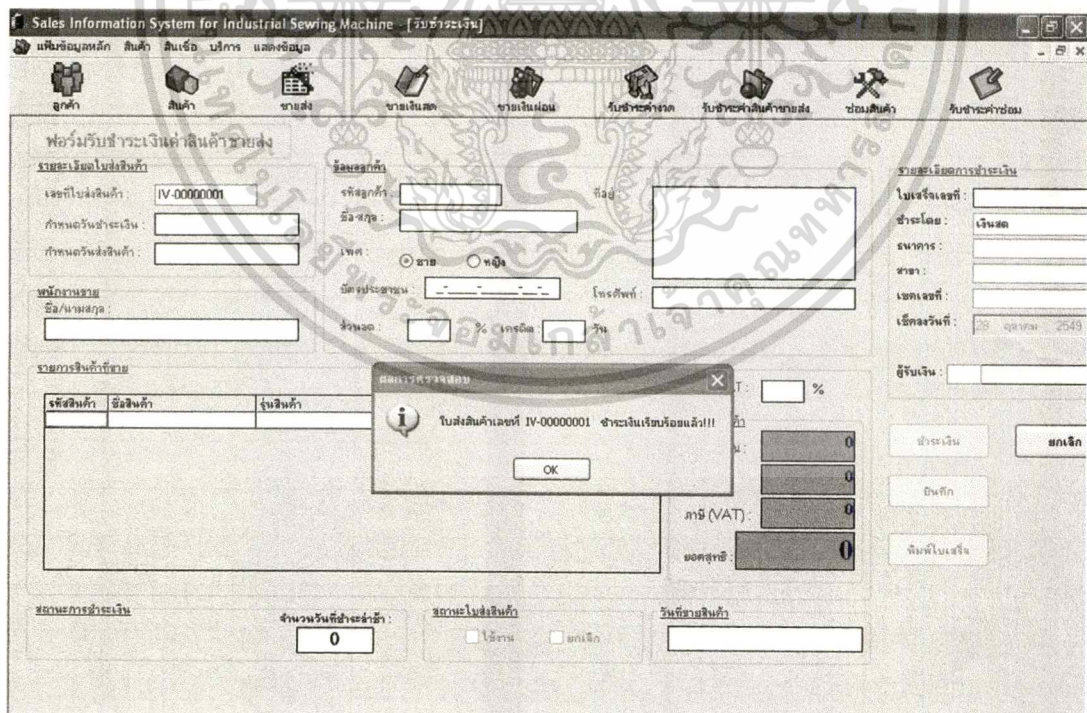 Sales Information System for Industrial Sewing Machine - [รับชำระเงิน]
แฟ้มข้อมูลหลัก สินค้า สินเชื่อ บริการ แสดงข้อมูล
ลูกค้า สินค้า ขายส่ง ขายเงินสด ขายเงินผ่อน รับชำระค่างวด รับชำระค่าสินค้าขายส่ง ซ่อมสินค้า รับชำระค่าซ่อม
ฟอร์มรับชำระเงินค่าสินค้าขายส่ง
รายละเอียดใบส่งสินค้า
เลขที่ใบส่งสินค้า : IV-00000001
กำหนดวันชำระเงิน :
กำหนดวันส่งสินค้า :
พนักงานขาย
ชื่อ/นามสกุล :
ข้อมูลลูกค้า
รหัสลูกค้า :
ชื่อ-สกุล :
เพศ : ชาย หญิง
บัตรประชาชน :
ส่วนลด : % เครดิต : วัน
ที่อยู่
โทรศัพท์ :
รายละเอียดการชำระเงิน
ใบเสร็จเลขที่ :
ชำระโดย : เงินสด
ธนาคาร :
สาขา :
เชคเลขที่ :
เช็คลงวันที่ : 28 ตุลาคม 2549
ผู้รับเงิน :
รายการสินค้าที่ขาย
รหัสสินค้า ชื่อสินค้า รุ่นสินค้า
ผลการตรวจสอบ
ใบส่งสินค้าเลขที่ IV-00000001 ชำระเงินเรียบร้อยแล้ว!!!
OK
%
0
0
ภาษี (VAT) : 0
ยอดสุทธิ : 0
ชำระเงิน ยกเลิก
บันทึก
พิมพ์ใบเสร็จ
สถานะการชำระเงิน
จำนวนวันที่ชำระล่าช้า :
0
สถานะใบส่งสินค้า
ใช้งาน ยกเลิก
วันที่ขายสินค้า